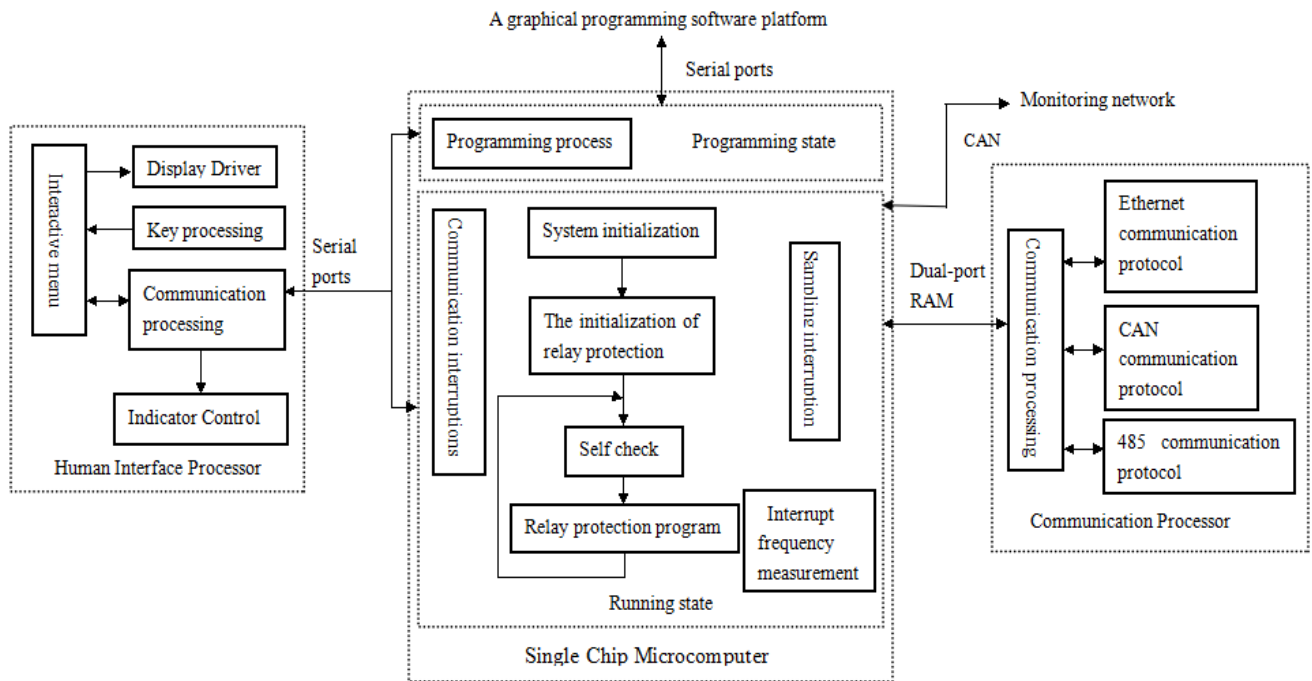 A graphical programming software platform
Serial ports
Monitoring network
CAN
Programming process
Programming state
Interactive menu
Display Driver
Key processing
Communication
processing
Indicator Control
Human Interface Processor
Serial
ports
Communication interruptions
System initialization
The initialization of
relay protection
Self check
Relay protection program
Sampling interruption
Interrupt
frequency
measurement
Running state
Single Chip Microcomputer
Dual-port
RAM
Communication processing
Ethernet
communication
protocol
CAN
communication
protocol
485 communication
protocol
Communication Processor